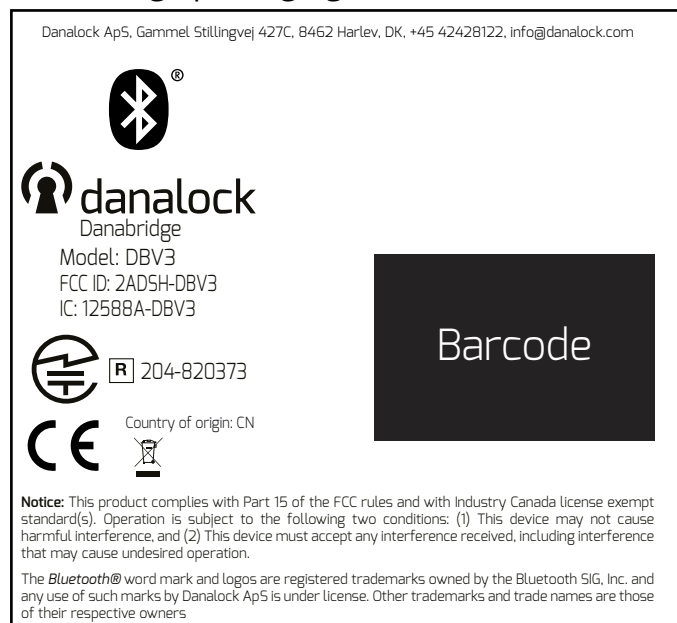 Danalock ApS, Gammel Stillingvej 427C, 8462 Harlev, DK, +45 42428122, info@danalock.com
®
danalock
Danabridge
Model: DBV3
FCC ID: 2ADSH-DBV3
IC: 12588A-DBV3
Barcode
R 204-820373
CE
Country of origin: CN
Notice: This product complies with Part 15 of the FCC rules and with Industry Canada license exempt
standard(s). Operation is subject to the following two conditions: (1) This device may not cause
harmful interference, and (2) This device must accept any interference received, including interference
that may cause undesired operation.
The Bluetooth® word mark and logos are registered trademarks owned by the Bluetooth SIG, Inc. and
any use of such marks by Danalock ApS is under license. Other trademarks and trade names are those
of their respective owners